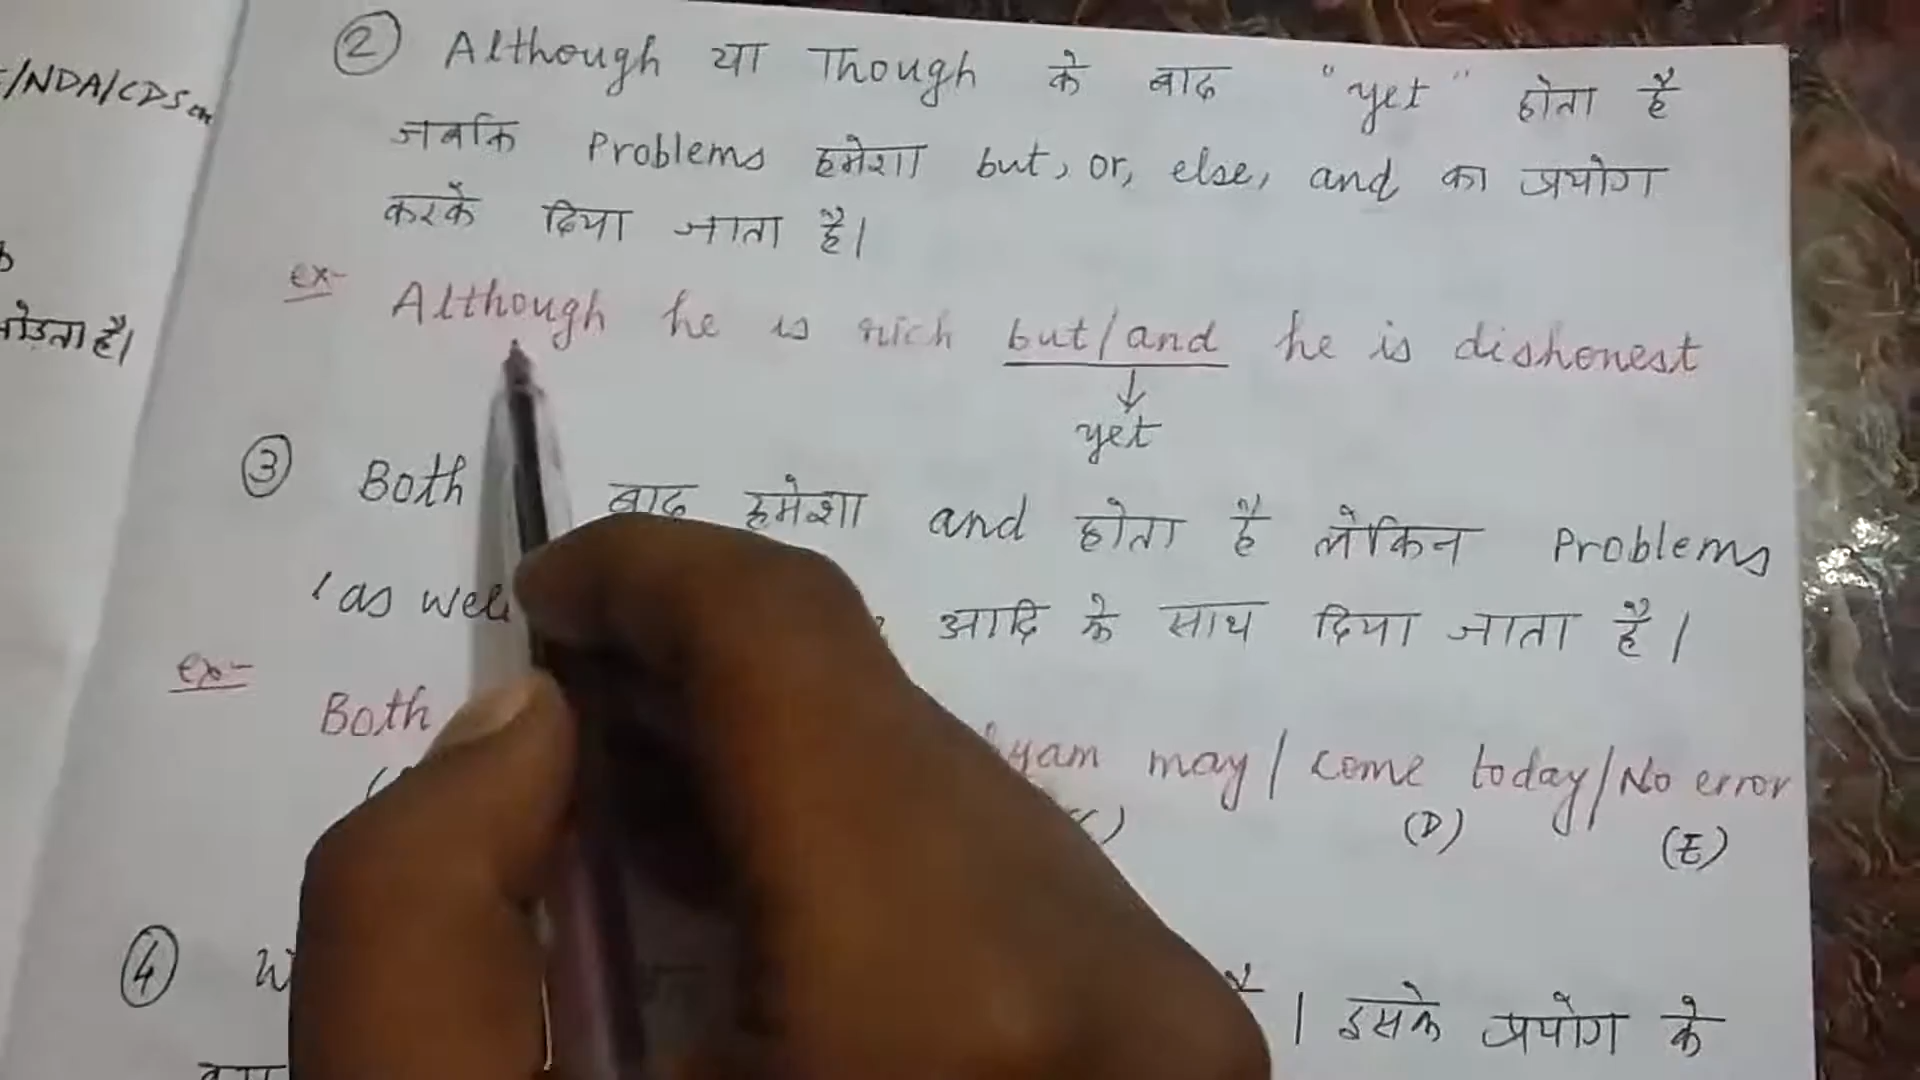 /NDA/CDS
② Although या Though के बाद "yet" होता है
जबकि Problems हमेशा but, or, else, and का प्रयोग
करके दिया जाता है।
ex- Although he is rich but/and he is dishonest
↓
yet
ोडता है।
③ Both बाद हमेशा and होता है लेकिन Problems
'as well आदि के साथ दिया जाता है।
ex-
Both hyam may/ come today/No error
(D) (E)
④ । इसके प्रयोग के